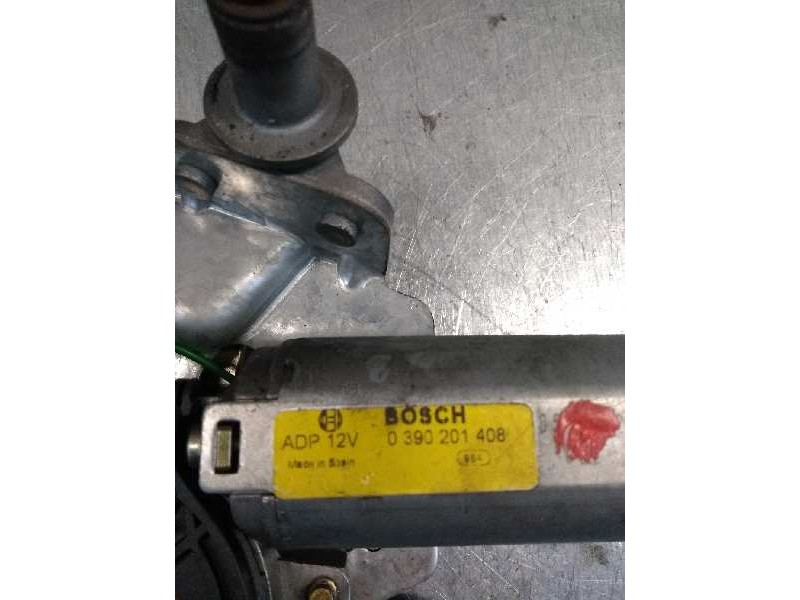 BOSCH
ADP 12V 0 390 201 408
Made in Spain